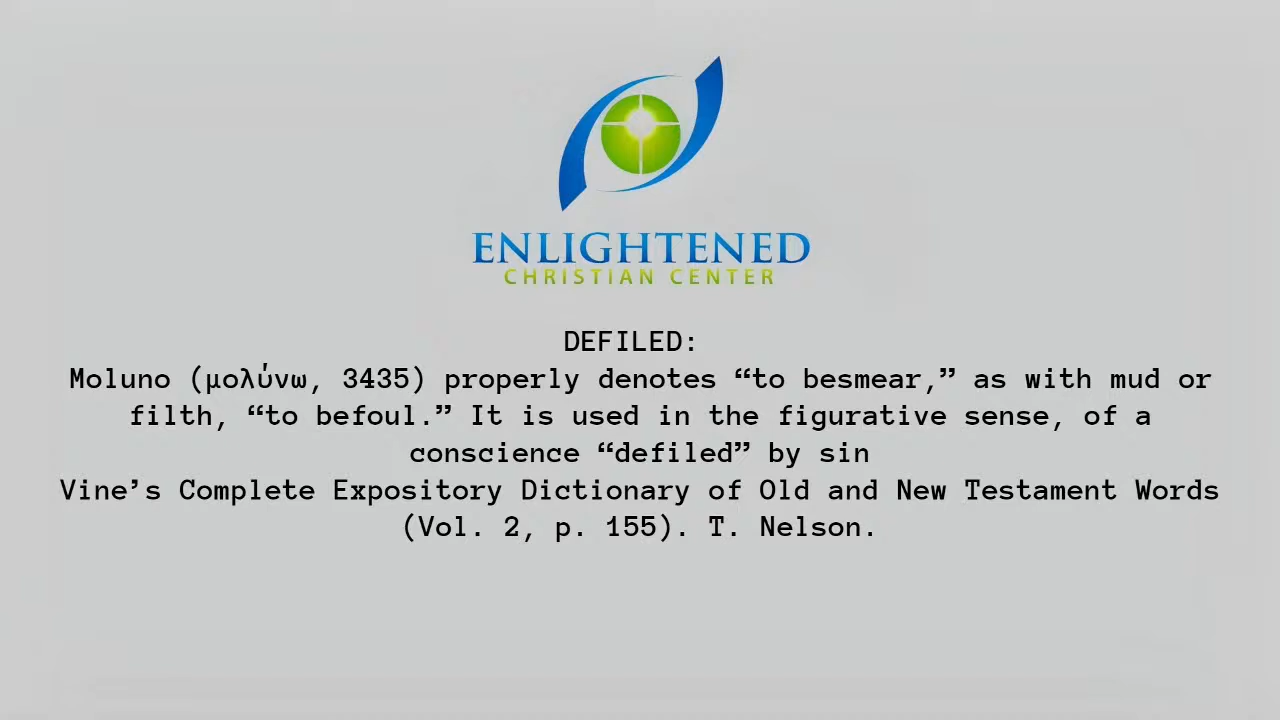 ENLIGHTENED
CHRISTIAN CENTER
DEFILED:
Moluno (μολύνω, 3435) properly denotes “to besmear,” as with mud or
filth, “to befoul.” It is used in the figurative sense, of a
conscience “defiled” by sin
Vine’s Complete Expository Dictionary of Old and New Testament Words
(Vol. 2, p. 155). T. Nelson.